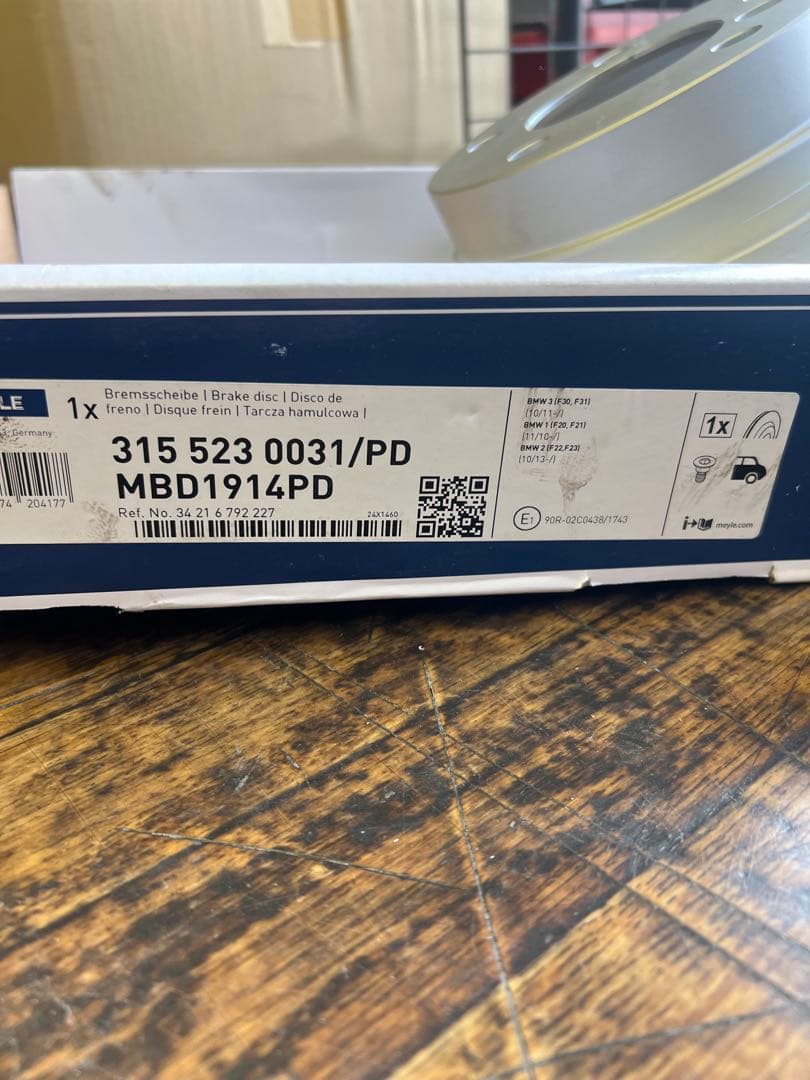 LE
Germany
74 204177
1x
Bremsscheibe | Brake disc | Disco de
freno | Disque frein | Tarcza hamulcowa |
315 523 0031/PD
MBD1914PD
Ref. No. 34 21 6 792 227
24X1460
BMW 3 (F30, F31)
(10/11-/)
BMW 1 (F20, F21)
(11/10-/)
BMW 2 (F22,F23)
(10/13-/)
E1 90R-02C0438/1743
1x
meyle.com